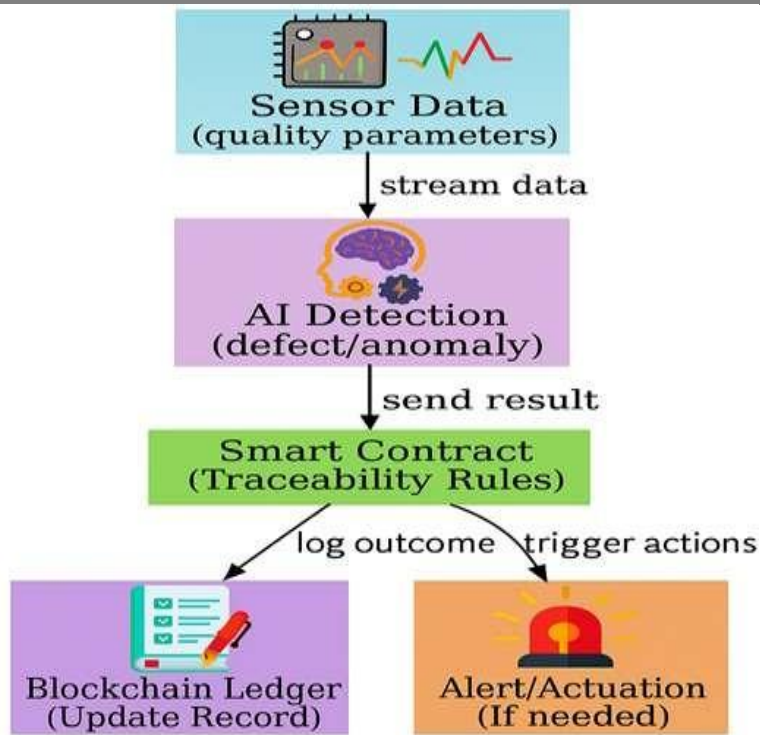 Sensor Data
(quality parameters)
stream data
AI Detection
(defect/anomaly)
send result
Smart Contract
(Traceability Rules)
log outcome
trigger actions
Blockchain Ledger
(Update Record)
Alert/Actuation
(If needed)